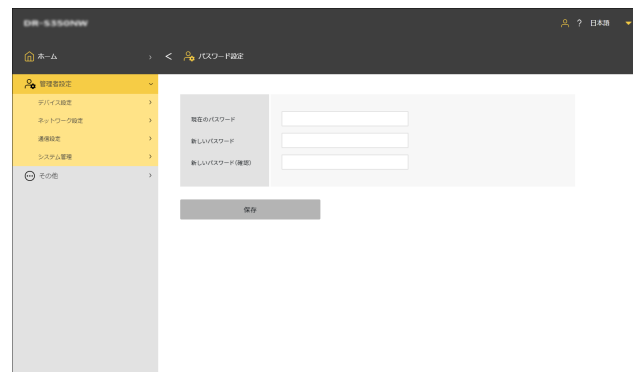 DR-S350NW
? 日本語
ホーム
パスワード設定
管理者設定
デバイス設定
ネットワーク設定
通信設定
システム管理
その他
現在のパスワード
新しいパスワード
新しいパスワード(確認)
保存